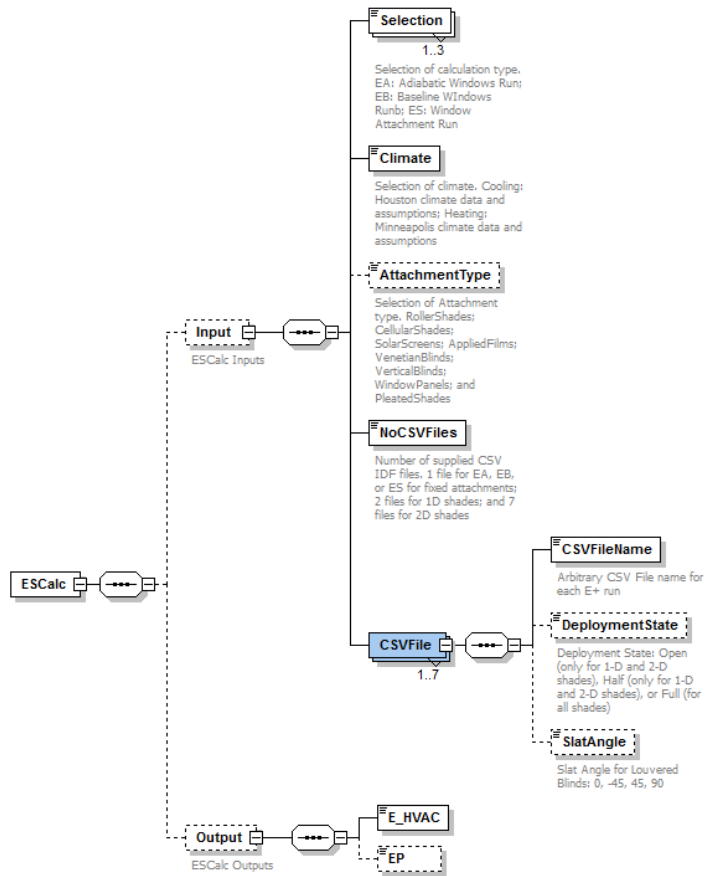 Selection
1..3
Selection of calculation type.
EA: Adiabatic Windows Run;
EB: Baseline WIndows
Runb; ES: Window
Attachment Run
Climate
Selection of climate. Cooling:
Houston climate data and
assumptions; Heating:
Minneapolis climate data and
assumptions
AttachmentType
Selection of Attachment
type. RollerShades;
CellularShades;
SolarScreens; AppliedFilms;
VenetianBlinds;
VerticalBlinds;
WindowPanels; and
PleatedShades
Input
ESCalc Inputs
NoCSVFiles
Number of supplied CSV
IDF files. 1 file for EA, EB,
or ES for fixed attachments;
2 files for 1D shades; and 7
files for 2D shades
ESCalc
CSVFile
1..7
CSVFileName
Arbitrary CSV File name for
each E+ run
DeploymentState
Deployment State: Open
(only for 1-D and 2-D
shades), Half (only for 1-D
and 2-D shades), or Full (for
all shades)
SlatAngle
Slat Angle for Louvered
Blinds: 0, -45, 45, 90
Output
ESCalc Outputs
E_HVAC
EP